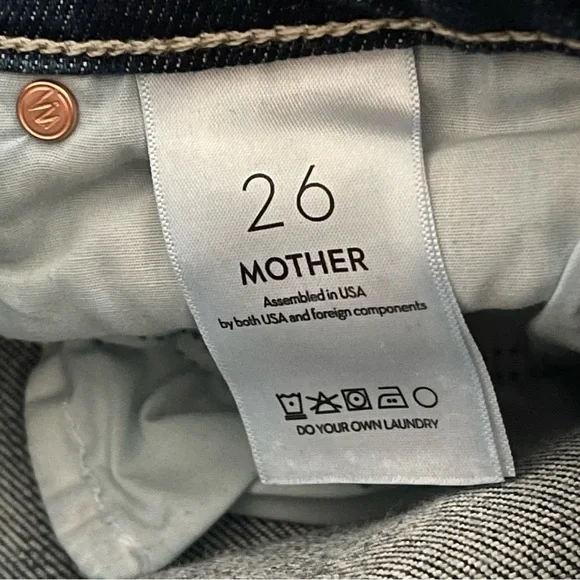 26
MOTHER
Assembled in USA
by both USA and foreign components
DO YOUR OWN LAUNDRY